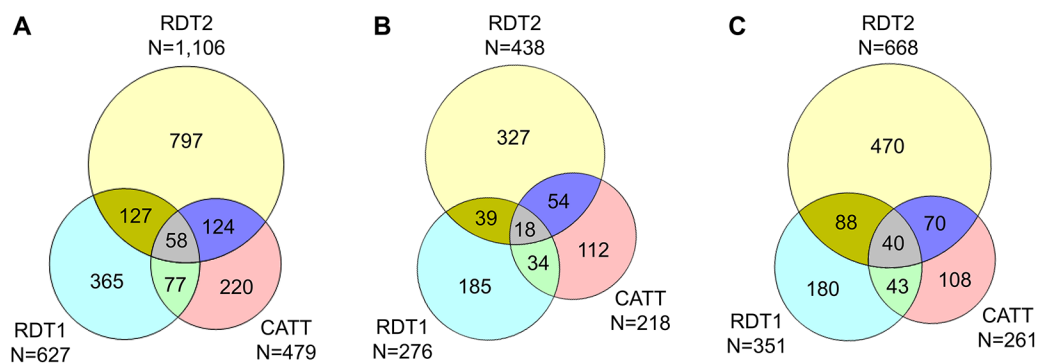 A
RDT2
N=1,106
797
127
124
58
365
77
220
RDT1
N=627
CATT
N=479
B
RDT2
N=438
327
39
54
18
34
112
185
RDT1
N=276
CATT
N=218
C
RDT2
N=668
470
88
70
40
180
43
108
RDT1
N=351
CATT
N=261